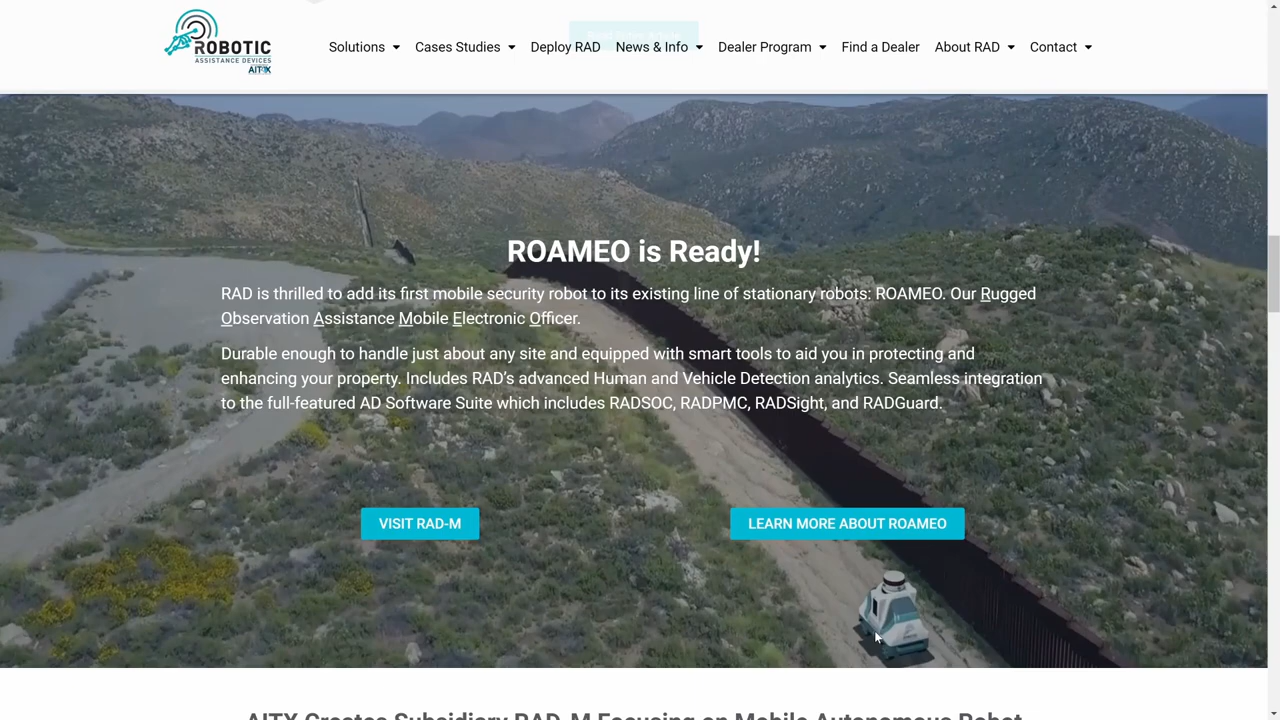 ROBOTIC
ASSISTANCE DEVICES
AITX
Solutions
Cases Studies
Deploy RAD
News & Info
Dealer Program
Find a Dealer
About RAD
Contact
ROAMEO is Ready!
RAD is thrilled to add its first mobile security robot to its existing line of stationary robots: ROAMEO. Our Rugged
Observation Assistance Mobile Electronic Officer.
Durable enough to handle just about any site and equipped with smart tools to aid you in protecting and
enhancing your property. Includes RAD's advanced Human and Vehicle Detection analytics. Seamless integration
to the full-featured AD Software Suite which includes RADSOC, RADPMC, RADSight, and RADGuard.
VISIT RAD-M
LEARN MORE ABOUT ROAMEO
AITX Creates Subsidiary RAD-M Focusing on Mobile Autonomous Robot